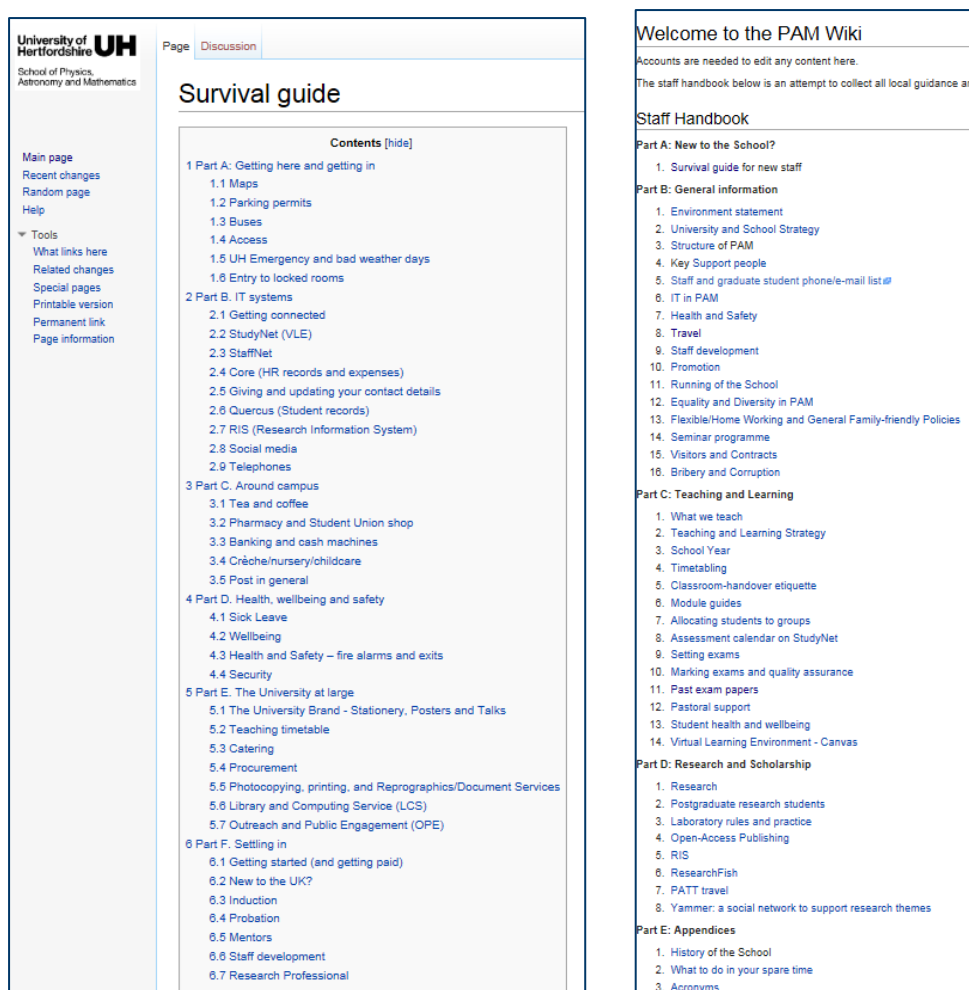 University of
Hertfordshire UH
School of Physics,
Astronomy and Mathematics
Main page
Recent changes
Random page
Help
Tools
What links here
Related changes
Special pages
Printable version
Permanent link
Page information
Page Discussion
Survival guide
Contents [hide]
1 Part A: Getting here and getting in
1.1 Maps
1.2 Parking permits
1.3 Buses
1.4 Access
1.5 UH Emergency and bad weather days
1.6 Entry to locked rooms
2 Part B. IT systems
2.1 Getting connected
2.2 StudyNet (VLE)
2.3 StaffNet
2.4 Core (HR records and expenses)
2.5 Giving and updating your contact details
2.6 Quercus (Student records)
2.7 RIS (Research Information System)
2.8 Social media
2.9 Telephones
3 Part C. Around campus
3.1 Tea and coffee
3.2 Pharmacy and Student Union shop
3.3 Banking and cash machines
3.4 Crèche/nursery/childcare
3.5 Post in general
4 Part D. Health, wellbeing and safety
4.1 Sick Leave
4.2 Wellbeing
4.3 Health and Safety – fire alarms and exits
4.4 Security
5 Part E. The University at large
5.1 The University Brand - Stationery, Posters and Talks
5.2 Teaching timetable
5.3 Catering
5.4 Procurement
5.5 Photocopying, printing, and Reprographics/Document Services
5.6 Library and Computing Service (LCS)
5.7 Outreach and Public Engagement (OPE)
6 Part F. Settling in
6.1 Getting started (and getting paid)
6.2 New to the UK?
6.3 Induction
6.4 Probation
6.5 Mentors
6.6 Staff development
6.7 Research Professional
Welcome to the PAM Wiki
Accounts are needed to edit any content here.
The staff handbook below is an attempt to collect all local guidance
Staff Handbook
Part A: New to the School?
1. Survival guide for new staff
Part B: General information
1. Environment statement
2. University and School Strategy
3. Structure of PAM
4. Key Support people
5. Staff and graduate student phone/e-mail list
6. IT in PAM
7. Health and Safety
8. Travel
9. Staff development
10. Promotion
11. Running of the School
12. Equality and Diversity in PAM
13. Flexible/Home Working and General Family-friendly Policies
14. Seminar programme
15. Visitors and Contracts
16. Bribery and Corruption
Part C: Teaching and Learning
1. What we teach
2. Teaching and Learning Strategy
3. School Year
4. Timetabling
5. Classroom-handover etiquette
6. Module guides
7. Allocating students to groups
8. Assessment calendar on StudyNet
9. Setting exams
10. Marking exams and quality assurance
11. Past exam papers
12. Pastoral support
13. Student health and wellbeing
14. Virtual Learning Environment - Canvas
Part D: Research and Scholarship
1. Research
2. Postgraduate research students
3. Laboratory rules and practice
4. Open-Access Publishing
5. RIS
6. ResearchFish
7. PATT travel
8. Yammer: a social network to support research themes
Part E: Appendices
1. History of the School
2. What to do in your spare time
3. Acronyms